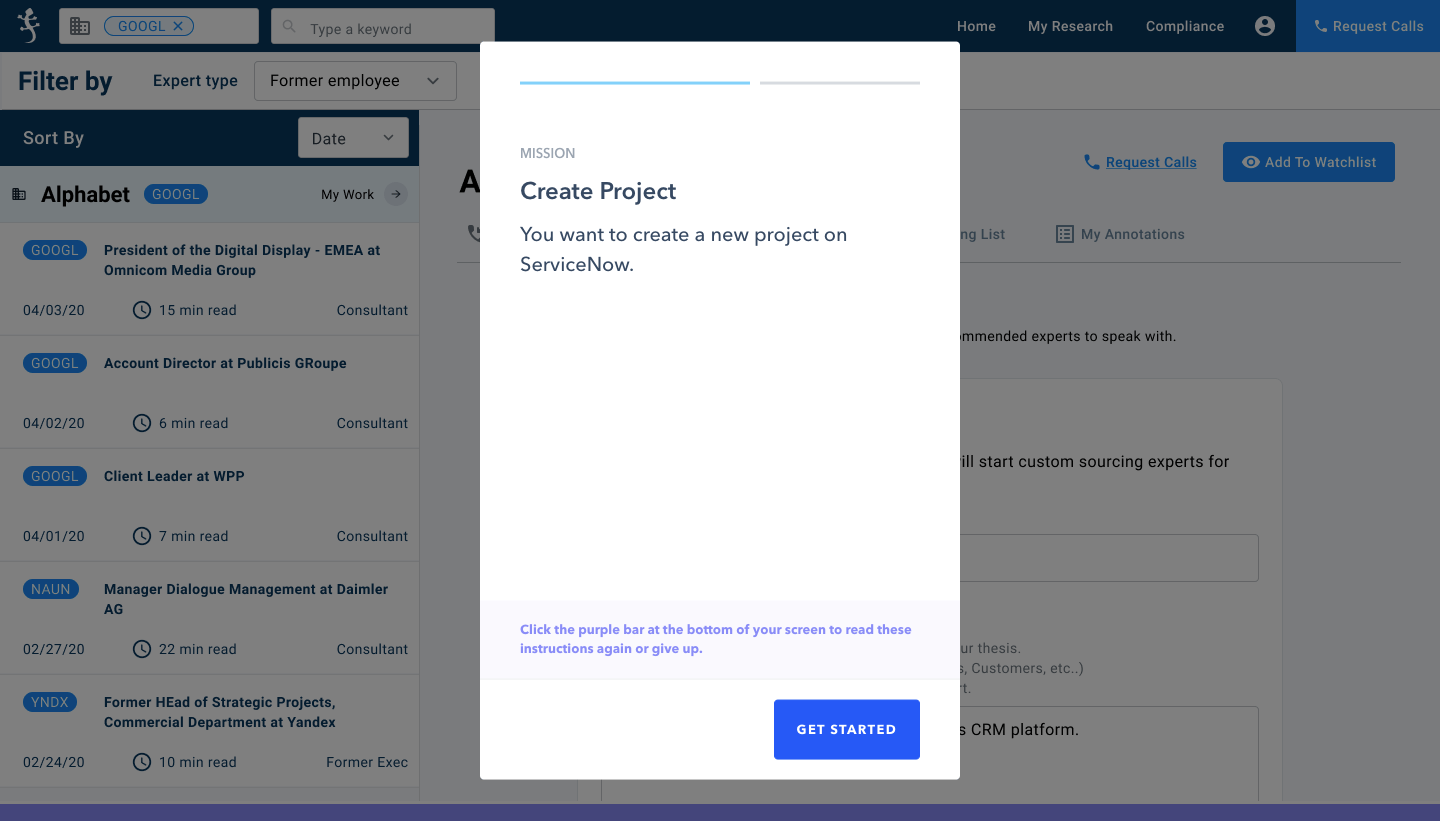 GOOGL
Type a keyword
Home
My Research
Compliance
Request Calls
Filter by
Expert type
Former employee
Sort By
Date
Alphabet
GOOGL
My Work
GOOGL
President of the Digital Display - EMEA at
Omnicom Media Group
04/03/20
15 min read
Consultant
GOOGL
Account Director at Publicis GRoupe
04/02/20
6 min read
Consultant
GOOGL
Client Leader at WPP
04/01/20
7 min read
Consultant
NAUN
Manager Dialogue Management at Daimler
AG
02/27/20
22 min read
Consultant
YNDX
Former HEad of Strategic Projects,
Commercial Department at Yandex
02/24/20
10 min read
Former Exec
MISSION
Create Project
You want to create a new project on
ServiceNow.
Click the purple bar at the bottom of your screen to read these
instructions again or give up.
GET STARTED
A
Request Calls
Add To Watchlist
ng List
My Annotations
ommended experts to speak with.
ill start custom sourcing experts for
ur thesis.
s, Customers, etc..)
rt.
s CRM platform.